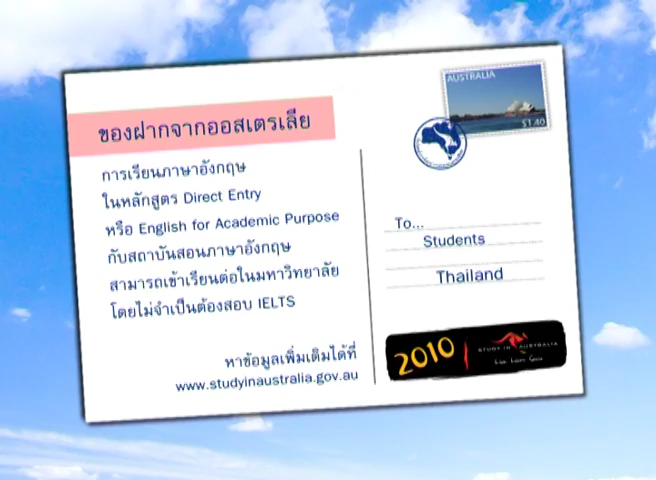 ของฝากจากออสเตรเลีย
การเรียนภาษาอังกฤษ
ในหลักสูตร Direct Entry
หรือ English for Academic Purpose
กับสถาบันสอนภาษาอังกฤษ
สามารถเข้าเรียนต่อในมหาวิทยาลัย
โดยไม่จำเป็นต้องสอบ IELTS
หาข้อมูลเพิ่มเติมได้ที่
www.studyinaustralia.gov.au
AUSTRALIA
$1.40
To...
Students
Thailand
2010
STUDY IN AUSTRALIA
Live Learn Grow